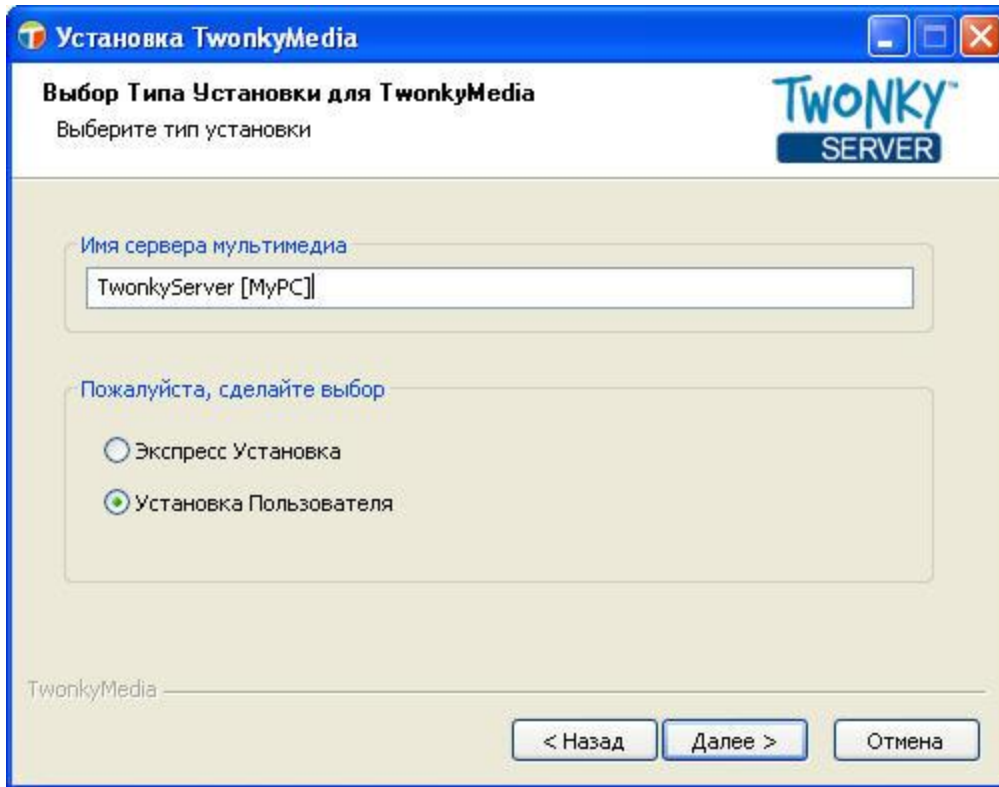 Установка TwonkyMedia
Выбор Типа Установки для TwonkyMedia
Выберите тип установки
TWONKY™
SERVER
Имя сервера мультимедиа
TwonkyServer [MyPC]
Пожалуйста, сделайте выбор
Экспресс Установка
Установка Пользователя
TwonkyMedia
< Назад
Далее >
Отмена